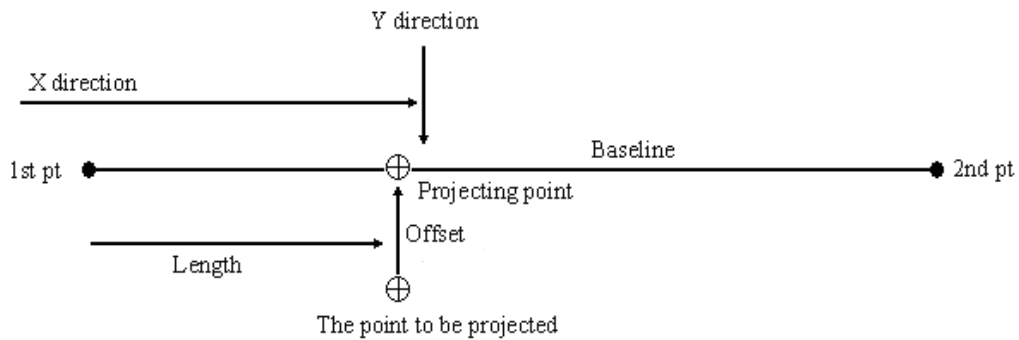 Y direction
X direction
Baseline
1st pt
2nd pt
Projecting point
Offset
Length
The point to be projected